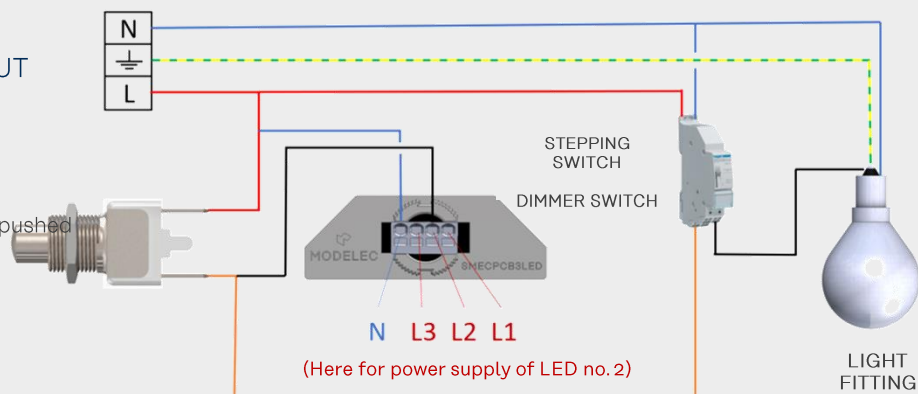 N
UT
L
STEPPING
SWITCH
DIMMER SWITCH
pushed
MODELEC
SMECPCB3LED
N L3 L2 L1
(Here for power supply of LED no. 2)
LIGHT
FITTING